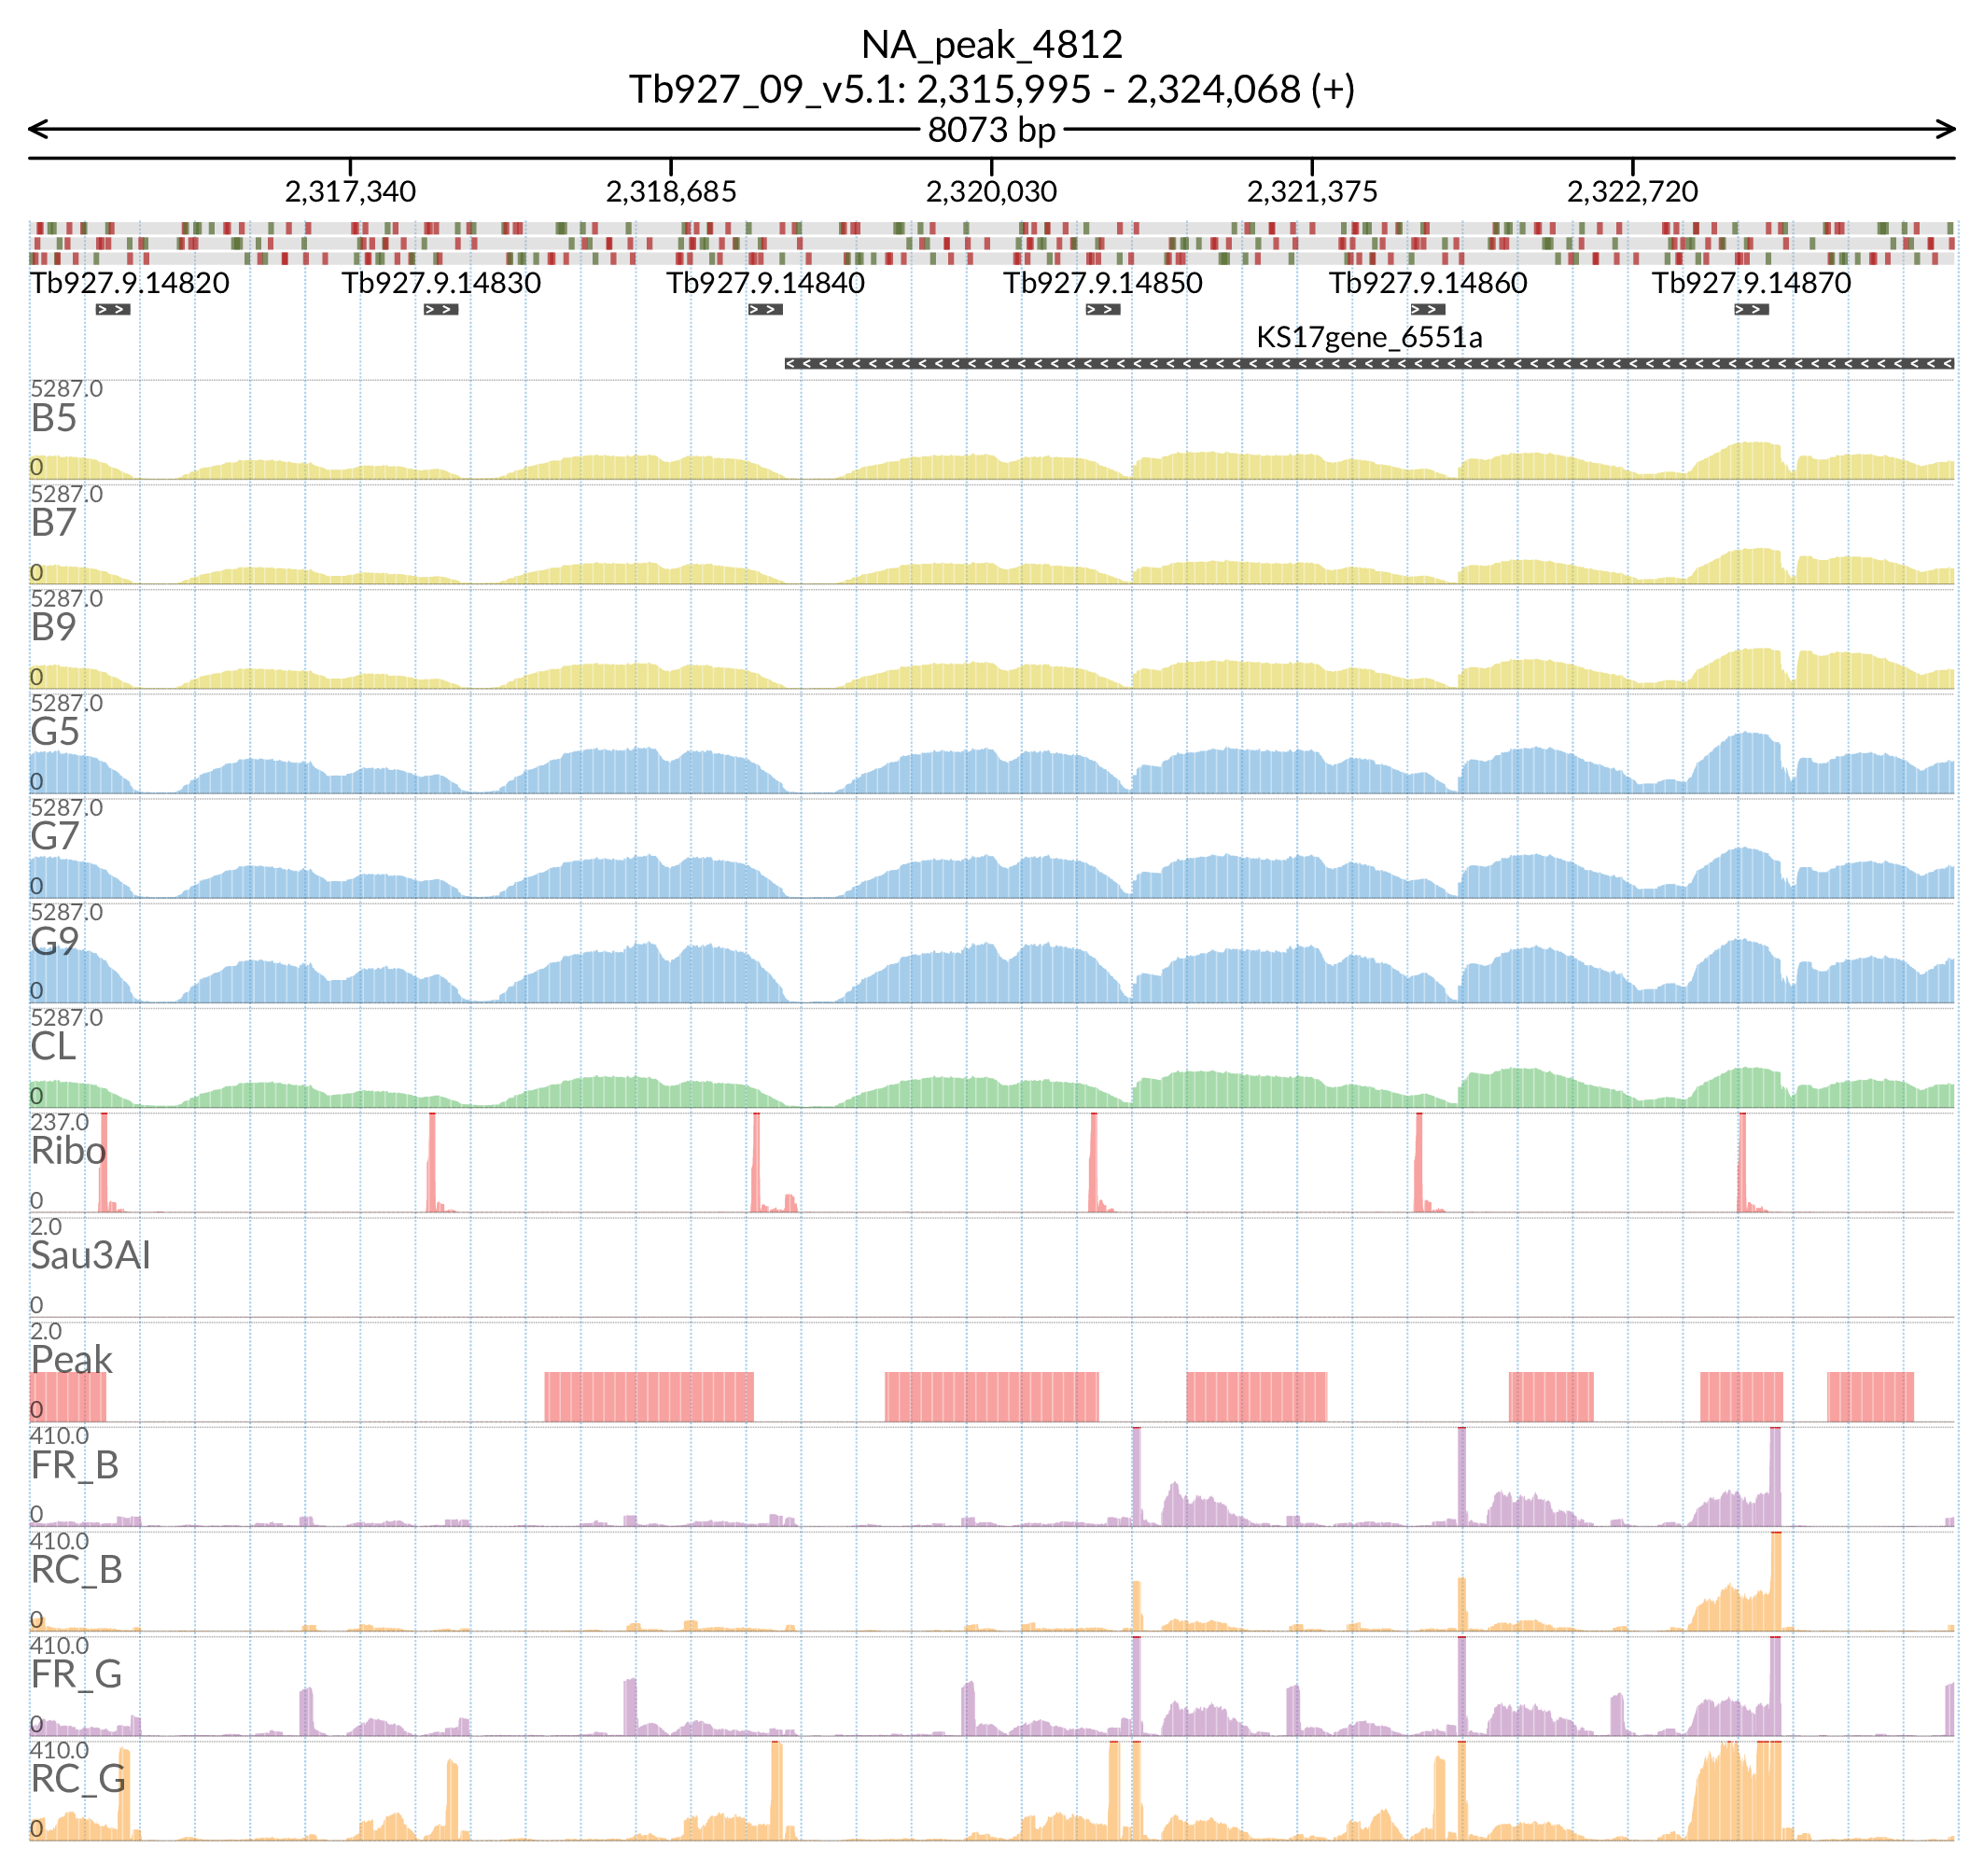 NA_peak_4812
Tb927_09_v5.1: 2,315,995 - 2,324,068 (+)
8073 bp
2,317,340 2,318,685 2,320,030 2,321,375 2,322,720
Tb927.9.14820 Tb927.9.14830 Tb927.9.14840 Tb927.9.14850 Tb927.9.14860 Tb927.9.14870
KS17gene_6551a
5287.0
B5
0
5287.0
B7
0
5287.0
B9
0
5287.0
G5
0
5287.0
G7
0
5287.0
G9
0
5287.0
CL
0
237.0
Ribo
0
2.0
Sau3AI
0
2.0
Peak
0
410.0
FR_B
0
410.0
RC_B
0
410.0
FR_G
0
410.0
RC_G
0